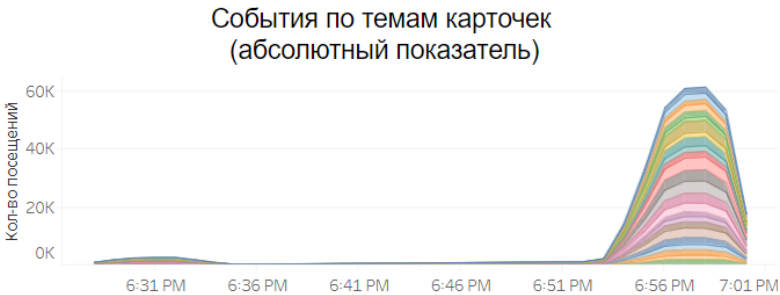 События по темам карточек
(абсолютный показатель)
Кол-во посещений
60K
40K
20K
0K
6:31 PM
6:36 PM
6:41 PM
6:46 PM
6:51 PM
6:56 PM
7:01 PM